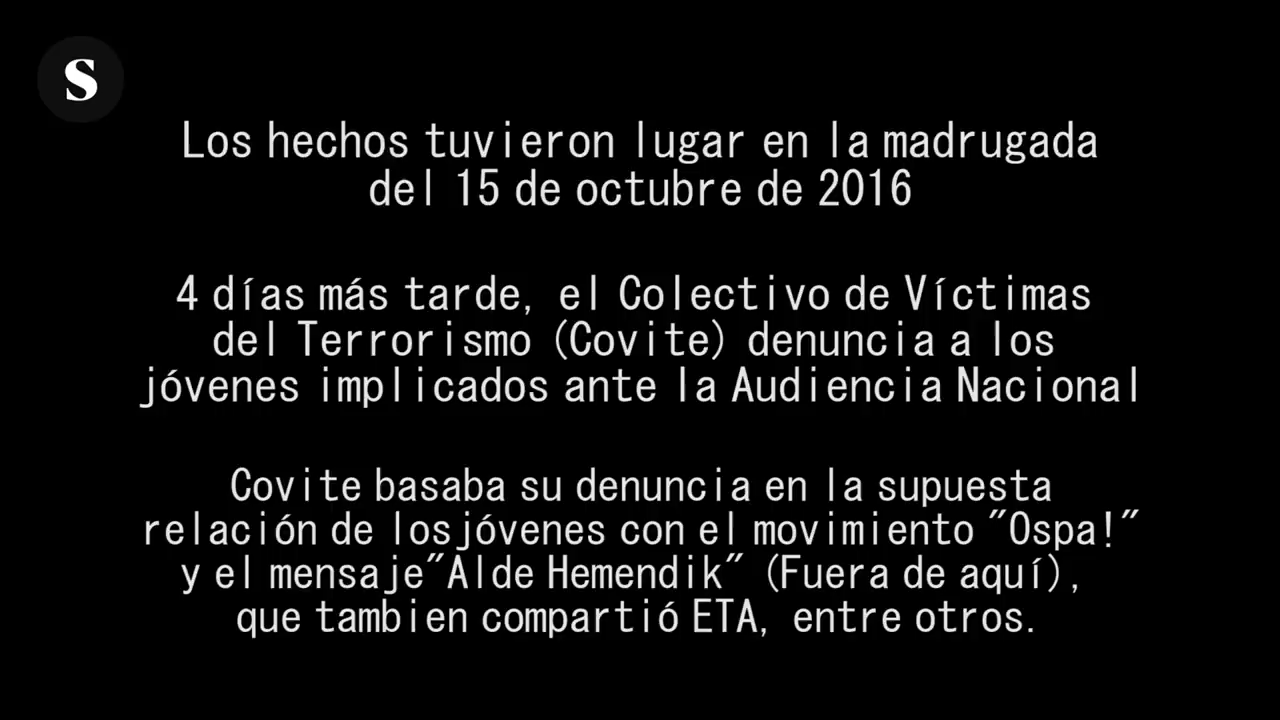 S
Los hechos tuvieron lugar en la madrugada
del 15 de octubre de 2016
4 días más tarde, el Colectivo de Víctimas
del Terrorismo (Covite) denuncia a los
jóvenes implicados ante la Audiencia Nacional
Covite basaba su denuncia en la supuesta
relación de los jóvenes con el movimiento "Ospa!"
y el mensaje"Alde Hemendik" (Fuera de aquí),
que tambien compartió ETA, entre otros.